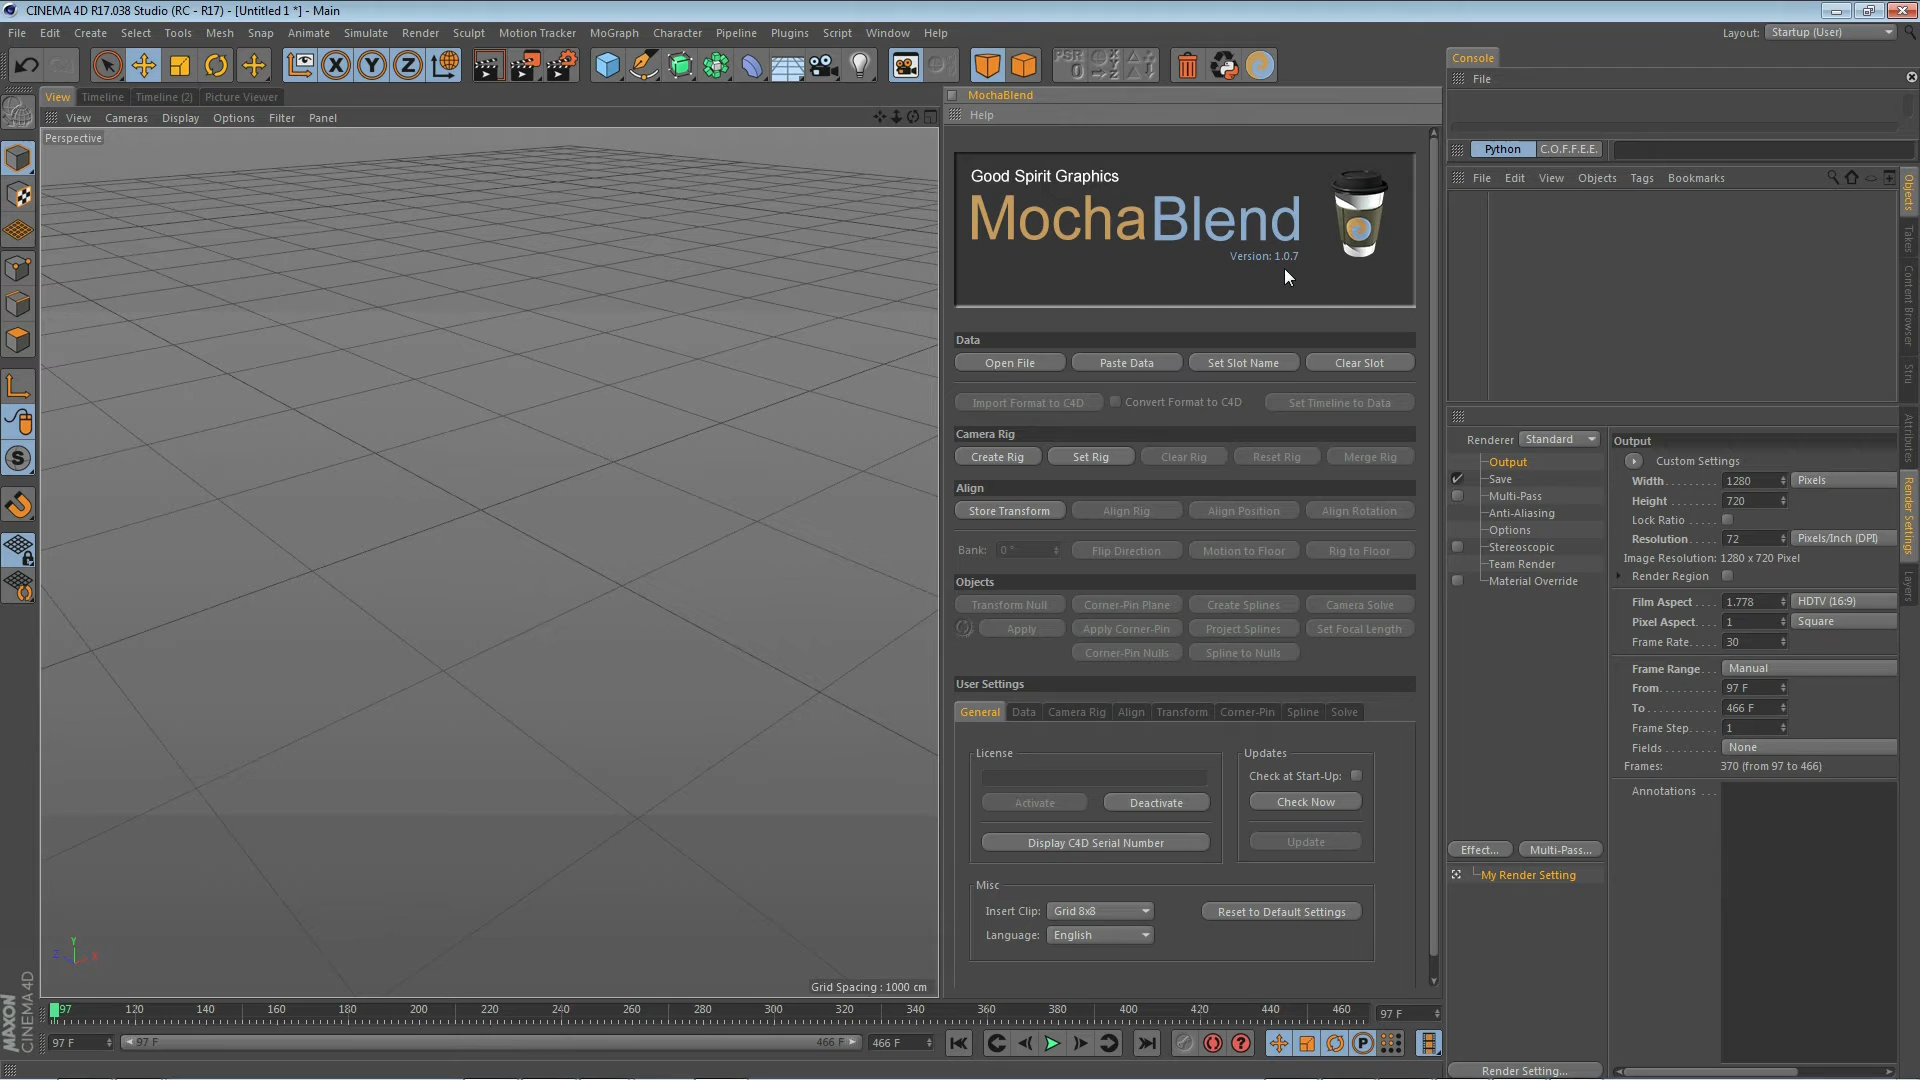 CINEMA 4D R17.038 Studio (RC - R17) - [Untitled 1 *] - Main
File Edit Create Select Tools Mesh Snap Animate Simulate Render Sculpt Motion Tracker MoGraph Character Pipeline Plugins Script Window Help
Layout: Startup (User)
PSR
0
Console
File
Python C.O.F.F.E.E.
View Timeline Timeline (2) Picture Viewer
View Cameras Display Options Filter Panel
Perspective
Grid Spacing : 1000 cm
MochaBlend
Help
Good Spirit Graphics
MochaBlend
Version: 1.0.7
Data
Open File Paste Data Set Slot Name Clear Slot
Import Format to C4D Convert Format to C4D Set Timeline to Data
Camera Rig
Create Rig Set Rig Clear Rig Reset Rig Merge Rig
Align
Store Transform Align Rig Align Position Align Rotation
Bank: 0 ° Flip Direction Motion to Floor Rig to Floor
Objects
Transform Null Corner-Pin Plane Create Splines Camera Solve
Apply Apply Corner-Pin Project Splines Set Focal Length
Corner-Pin Nulls Spline to Nulls
User Settings
General Data Camera Rig Align Transform Corner-Pin Spline Solve
License
Activate Deactivate
Display C4D Serial Number
Updates
Check at Start-Up:
Check Now
Update
Misc
Insert Clip: Grid 8x8
Language: English
Reset to Default Settings
File Edit View Objects Tags Bookmarks
Objects
Takes
Content Browser
Stru
Attributes
Render Settings
Layers
Renderer Standard
Output
Save
Multi-Pass
Anti-Aliasing
Options
Stereoscopic
Team Render
Material Override
Effect... Multi-Pass...
My Render Setting
Render Setting...
Output
Custom Settings
Width 1280 Pixels
Height 720
Lock Ratio
Resolution 72 Pixels/Inch (DPI)
Image Resolution: 1280 x 720 Pixel
Render Region
Film Aspect 1.778 HDTV (16:9)
Pixel Aspect 1 Square
Frame Rate 30
Frame Range Manual
From 97 F
To 466 F
Frame Step 1
Fields None
Frames: 370 (from 97 to 466)
Annotations
Y
Z X
97 120 140 160 180 200 220 240 260 280 300 320 340 360 380 400 420 440 460 97 F
97 F 97 F 466 F 466 F
MAXON
CINEMA 4D